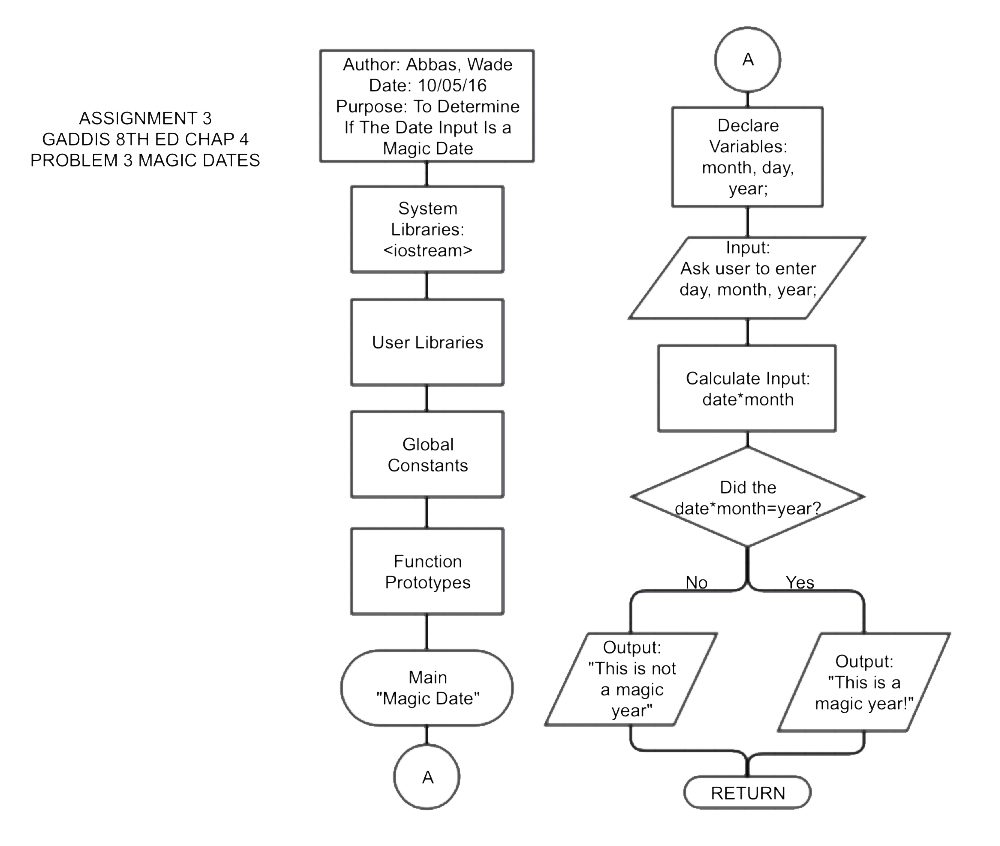 ASSIGNMENT 3
GADDIS 8TH ED CHAP 4
PROBLEM 3 MAGIC DATES
Author: Abbas, Wade
Date: 10/05/16
Purpose: To Determine
If The Date Input Is a
Magic Date
System
Libraries:
<iostream>
User Libraries
Global
Constants
Function
Prototypes
Main
"Magic Date"
A
A
Declare
Variables:
month, day,
year;
Input:
Ask user to enter
day, month, year;
Calculate Input:
date*month
Did the
date*month=year?
No
Yes
Output:
"This is not
a magic
year"
Output:
"This is a
magic year!"
RETURN